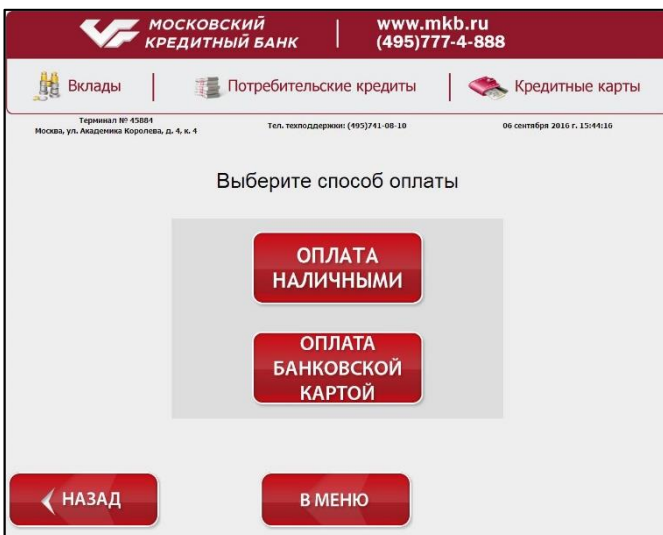 МОСКОВСКИЙ
КРЕДИТНЫЙ БАНК
www.mkb.ru
(495)777-4-888
Вклады
Потребительские кредиты
Кредитные карты
Терминал № 45884
Москва, ул. Академика Королева, д. 4, к. 4
Тел. техподдержки: (495)741-08-10
06 сентября 2016 г. 15:44:16
Выберите способ оплаты
ОПЛАТА
НАЛИЧНЫМИ
ОПЛАТА
БАНКОВСКОЙ
КАРТОЙ
НАЗАД
В МЕНЮ